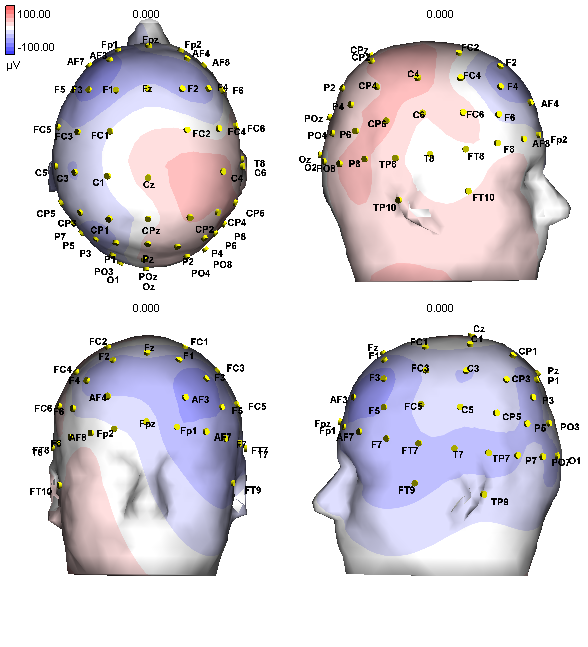 100.00
-100.00
µV
0.000
Fp1 Fpz Fp2
AF7 AF3 AF4 AF8
F5 F3 F1 Fz F2 F4 F6
FC5 FC3 FC1 FC2 FC4 FC6
T8
C5 C3 C1 Cz C4 C6
CP5 CP3 CP1 CPz CP2 CP4 CP6
P7 P5 P3 P1 Pz P2 P4 P6 P8
PO3 O1 POz Oz PO4 PO8
0.000
CPz FC2 F2
C4 FC4 F4
P2 CP4 AF4
P4 POz CP6 C6 FC6 F6
PO4 P6 F8 AF8 Fp2
Oz O2 PO8 P8 TP8 T8 FT8
TP10 FT10
0.000
FC2 Fz FC1
F2 F1
FC4 F4 F3 FC3
AF4 AF3
FC6 F6 F5 FC5
AF8 Fp2 Fpz Fp1 AF7 F7
FT8 FT7
T8 T7
FT10 FT9
0.000
Cz
Fz F1 FC1 C1 CP1
F3 FC3 C3 CP3 Pz P1
AF3 F5 FC5 C5 CP5 P3
Fpz Fp1 AF7 P5 PO3
F7 FT7 T7 TP7 P7 PO7 O1
FT9 TP9